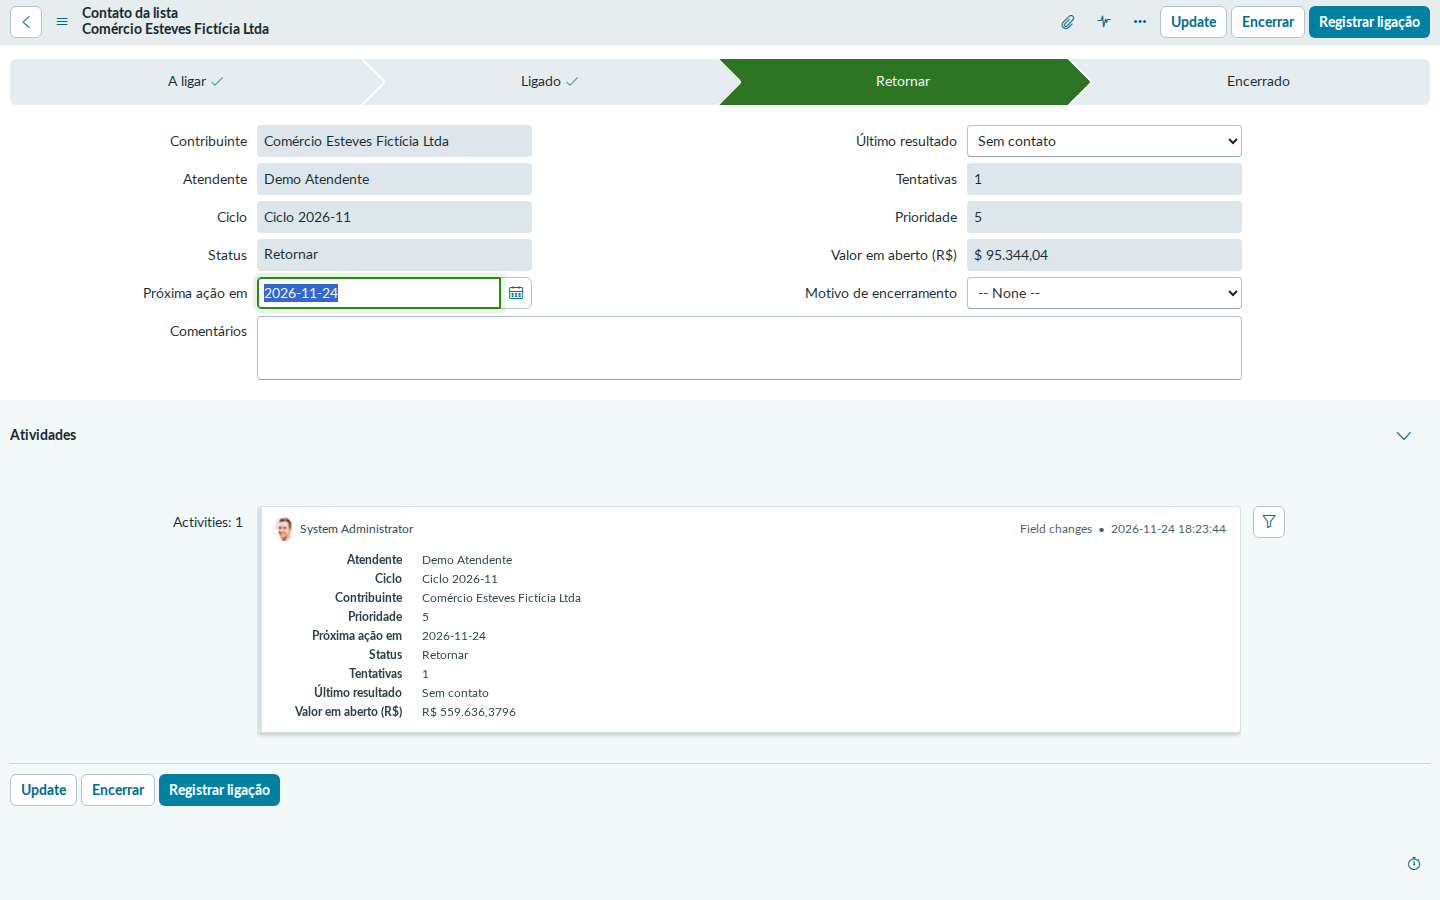 Contato da lista
Comércio Esteves Fictícia Ltda
Update
Encerrar
Registrar ligação
A ligar
Ligado
Retornar
Encerrado
Contribuinte
Comércio Esteves Fictícia Ltda
Último resultado
Sem contato
Atendente
Demo Atendente
Tentativas
1
Ciclo
Ciclo 2026-11
Prioridade
5
Status
Retornar
Valor em aberto (R$)
$ 95.344,04
Próxima ação em
2026-11-24
Motivo de encerramento
-- None --
Comentários
Atividades
Activities: 1
System Administrator
Field changes • 2026-11-24 18:23:44
Atendente Demo Atendente
Ciclo Ciclo 2026-11
Contribuinte Comércio Esteves Fictícia Ltda
Prioridade 5
Próxima ação em 2026-11-24
Status Retornar
Tentativas 1
Último resultado Sem contato
Valor em aberto (R$) R$ 559.636,3796
Update
Encerrar
Registrar ligação